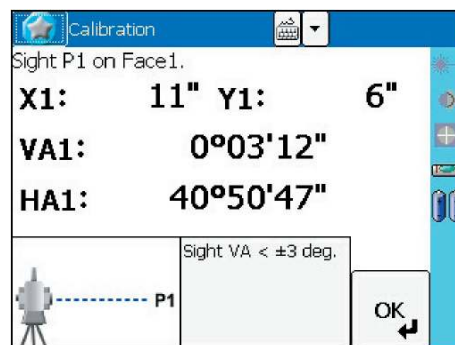 Calibration
Sight P1 on Face1.
X1: 11" Y1: 6"
VA1: 0°03'12"
HA1: 40°50'47"
Sight VA < ±3 deg.
P1
OK